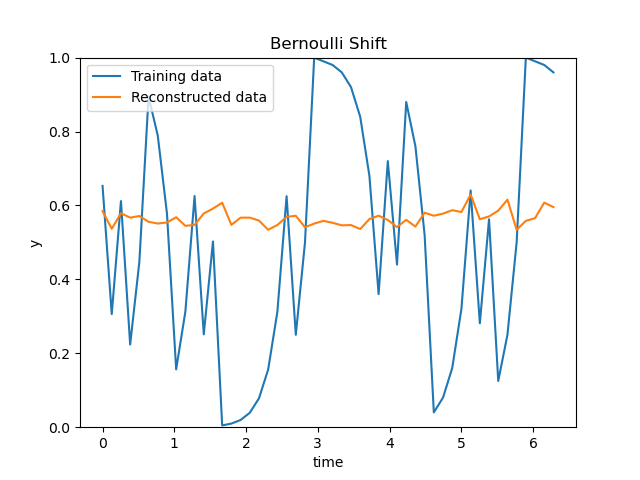 Bernoulli Shift
Training data
Reconstructed data
1.0
0.8
0.6
0.4
0.2
0.0
y
0 1 2 3 4 5 6
time